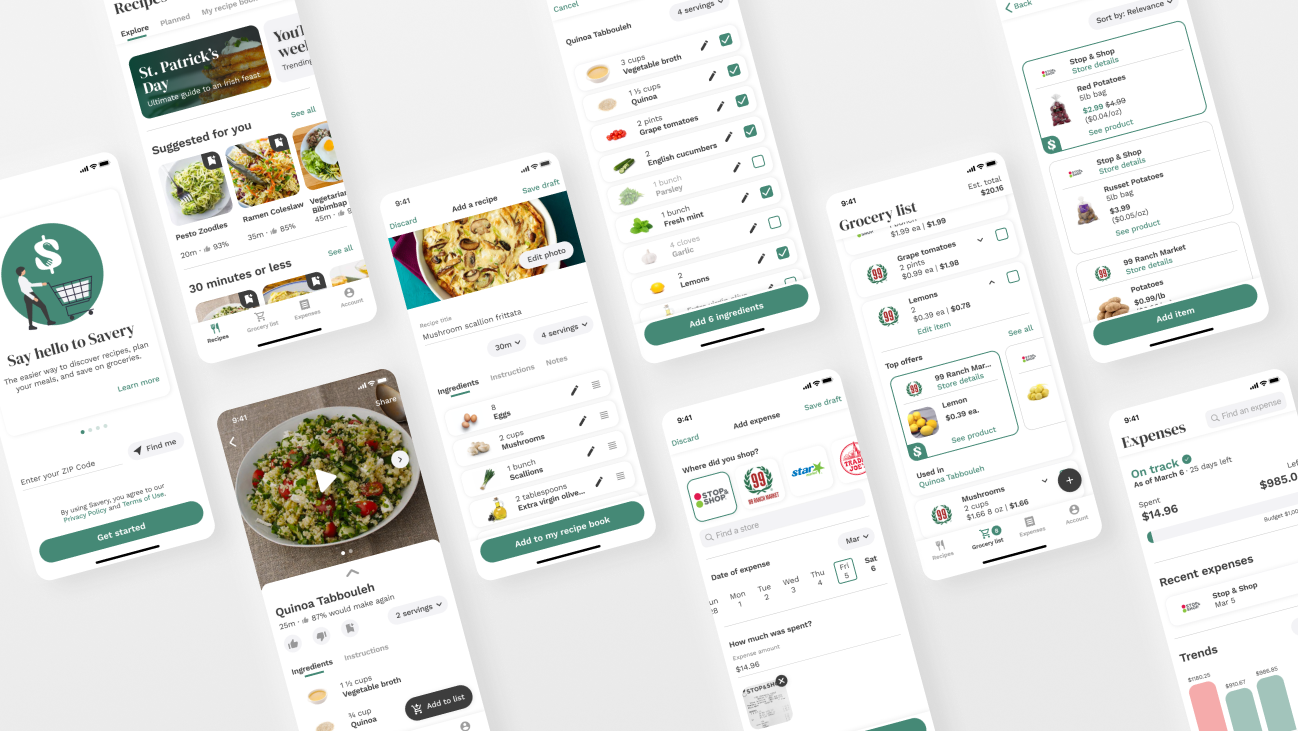 Say hello to Savery
The easier way to discover recipes, plan
your meals, and save on groceries.
Learn more
Find me
Enter your ZIP Code
By using Savery, you agree to our
Privacy Policy and Terms of Use.
Get started
Recipes
Explore
Planned
My recipe book
St. Patrick's
Day
Ultimate guide to an Irish feast
You'll
Trending
Suggested for you
See all
Pesto Zoodles
20m · 93%
Ramen Coleslaw
35m · 85%
Vegetarian
Bibimbap
45m ·
30 minutes or less
See all
Recipes
Grocery list
Expenses
Account
9:41
Share
Quinoa Tabbouleh
25m · 87% would make again
2 servings
Ingredients
Instructions
1 ½ cups
Vegetable broth
¾ cup
Quinoa
Add to list
9:41
Discard
Add a recipe
Save draft
Edit photo
Recipe title
Mushroom scallion frittata
30m
4 servings
Ingredients
Instructions
Notes
8
Eggs
2 cups
Mushrooms
1 bunch
Scallions
2 tablespoons
Extra virgin olive...
Add to my recipe book
Cancel
4 servings
Quinoa Tabbouleh
3 cups
Vegetable broth
1 ½ cups
Quinoa
2 pints
Grape tomatoes
2
English cucumbers
1 bunch
Parsley
1 bunch
Fresh mint
4 cloves
Garlic
2
Lemons
Add 6 ingredients
9:41
Discard
Add expense
Save draft
Where did you shop?
STOP&
SHOP
99
99 RANCH MARKET
star
TRADER
JOE'S
Find a store
Date of expense
Mar
Mon
1
Tue
2
Wed
3
Thu
4
Fri
5
Sat
6
How much was spent?
Expense amount
$14.96
9:41
Grocery list
Est. total
$20.16
$1.99 ea | $1.99
99
Grape tomatoes
2 pints
$0.99 ea | $1.98
99
Lemons
2
$0.39 ea | $0.78
Edit item
Top offers
See all
99
99 Ranch Mar...
Store details
Lemon
$0.39 ea.
See product
Used in
Quinoa Tabbouleh
99
Mushrooms
2 cups
$1.66 8 oz | $1.66
Recipes
Grocery list
8
Expenses
Account
Back
Sort by: Relevance
Stop & Shop
Store details
Red Potatoes
5lb bag
$2.99 $4.99
($0.04/oz)
See product
Stop & Shop
Store details
Russet Potatoes
5lb bag
$3.99
($0.05/oz)
See product
99
99 Ranch Market
Store details
Potatoes
$0.99/lb
Add item
9:41
Expenses
Find an expense
On track
As of March 6 · 25 days left
Spent
$14.96
$985.0
Recent expenses
Stop & Shop
Mar 5
Trends
$1180.25
$910.67